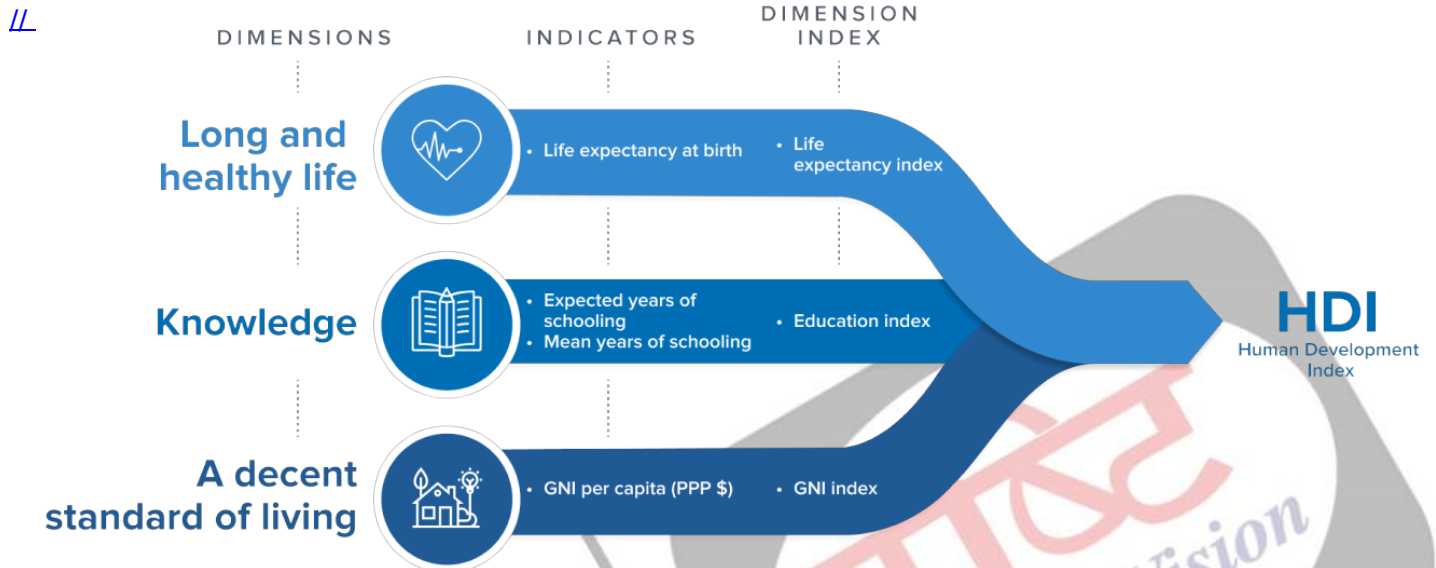 //
DIMENSIONS
INDICATORS
DIMENSION
INDEX
Long and
healthy life
• Life expectancy at birth
• Life
expectancy index
Knowledge
• Expected years of
schooling
• Mean years of schooling
• Education index
A decent
standard of living
• GNI per capita (PPP $)
• GNI index
HDI
Human Development
Index
Vision